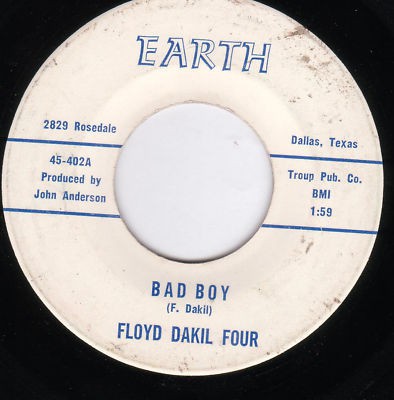 EARTH
2829 Rosedale
Dallas, Texas
45-402A
Produced by
John Anderson
Troup Pub. Co.
BMI
1:59
BAD BOY
(F. Dakil)
FLOYD DAKIL FOUR